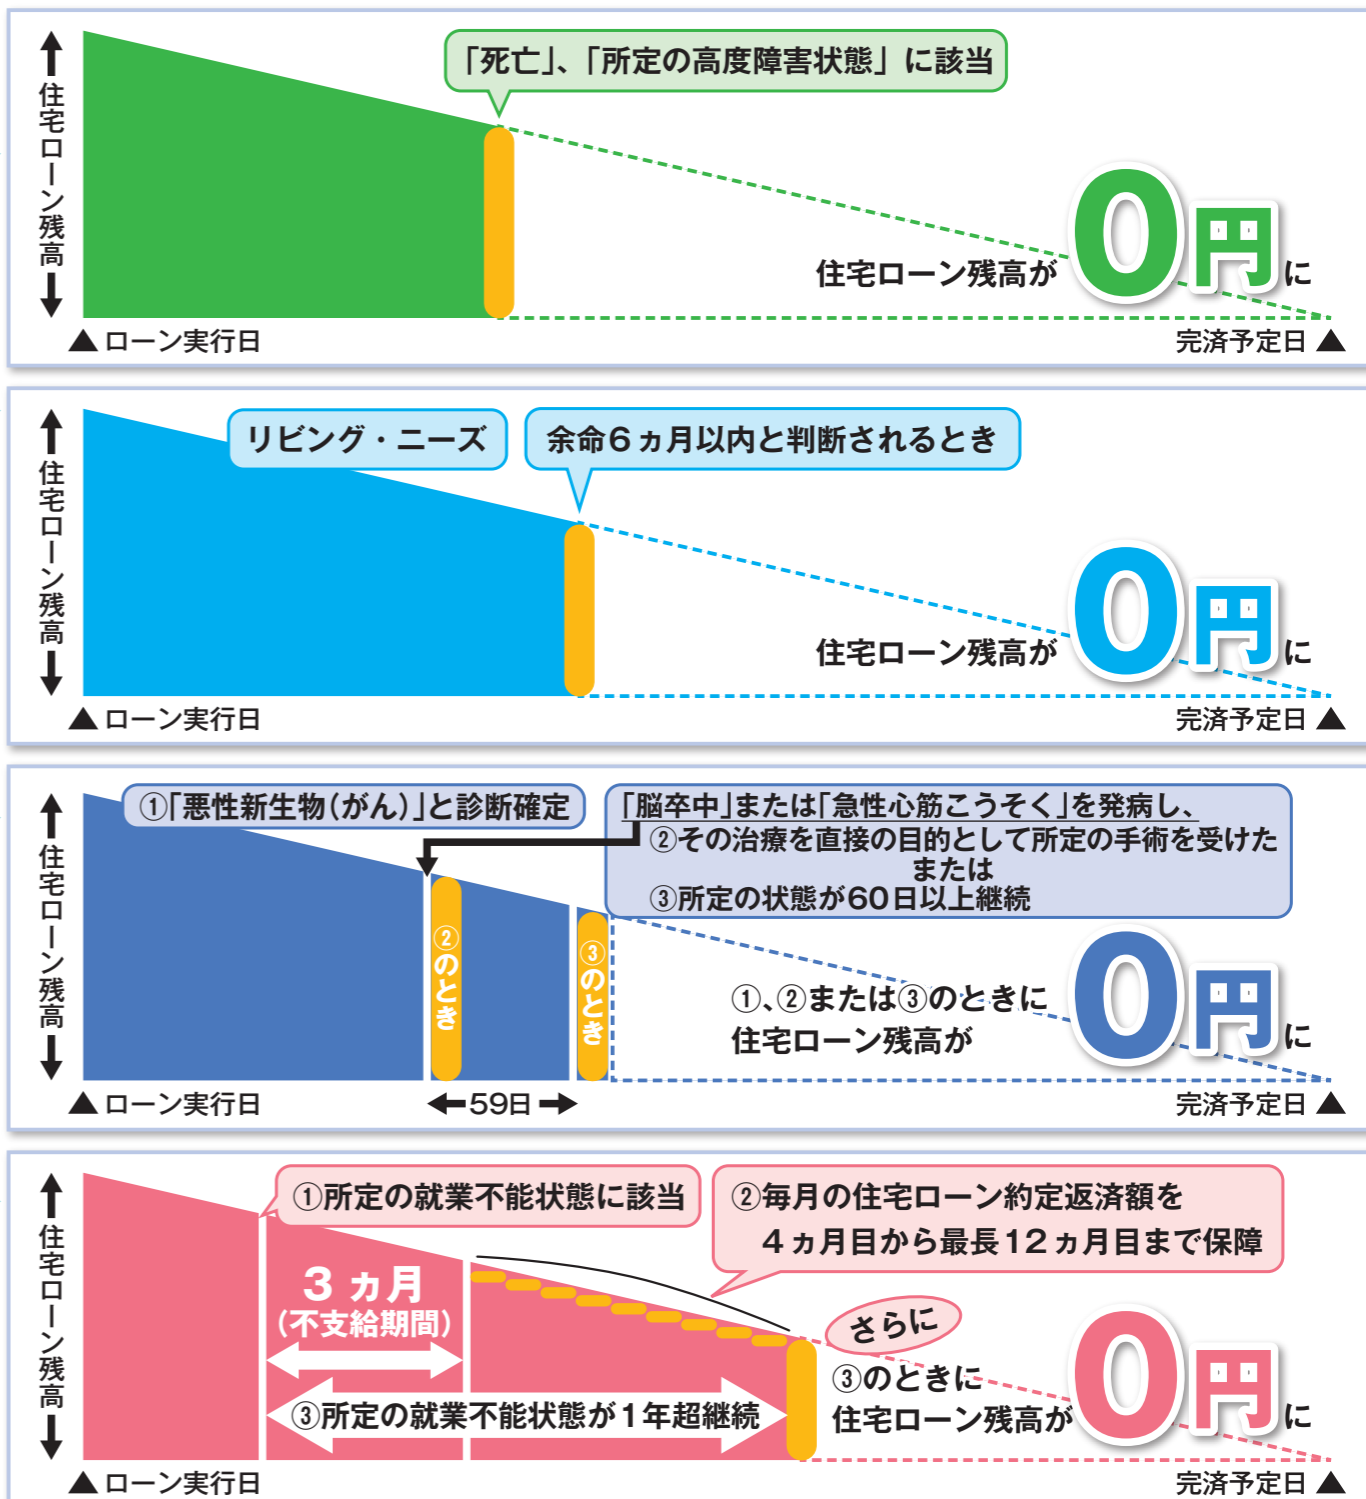 「死亡」、「所定の高度障害状態」に該当
住宅ローン残高
住宅ローン残高が
0円に
▲ローン実行日
完済予定日▲
リビング・ニーズ
余命6ヵ月以内と判断されるとき
住宅ローン残高
住宅ローン残高が
0円に
▲ローン実行日
完済予定日▲
①「悪性新生物(がん)」と診断確定
「脳卒中」または「急性心筋こうそく」を発病し、
②その治療を直接の目的として所定の手術を受けた
または
③所定の状態が60日以上継続
住宅ローン残高
②のとき
③のとき
①、②または③のときに
住宅ローン残高が
0円に
▲ローン実行日
59日
完済予定日▲
①所定の就業不能状態に該当
②毎月の住宅ローン約定返済額を
4ヵ月目から最長12ヵ月目まで保障
住宅ローン残高
3ヵ月
(不支給期間)
さらに
③のときに
住宅ローン残高が
0円に
③所定の就業不能状態が1年超継続
▲ローン実行日
完済予定日▲